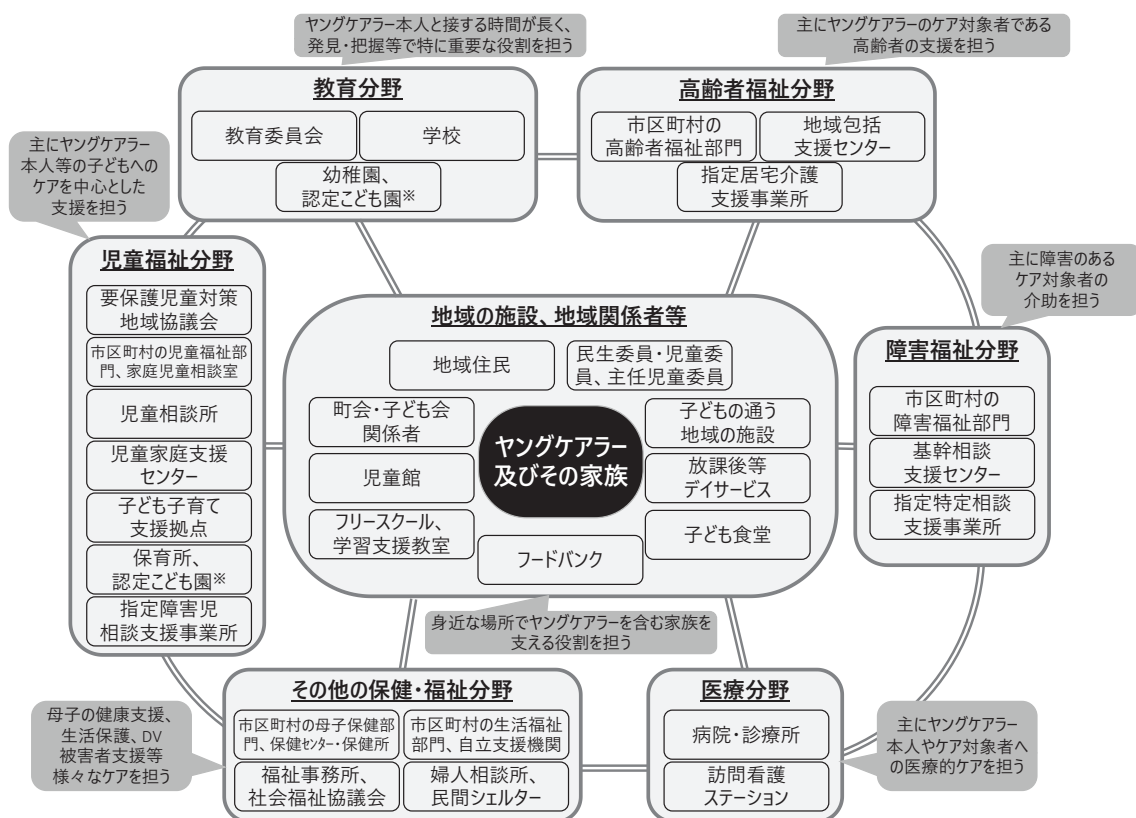 ヤングケアラー本人と接する時間が長く、
発見・把握等で特に重要な役割を担う
主にヤングケアラーのケア対象者である
高齢者の支援を担う
教育分野
教育委員会
学校
幼稚園、
認定こども園※
高齢者福祉分野
市区町村の
高齢者福祉部門
地域包括
支援センター
指定居宅介護
支援事業所
主にヤングケアラー
本人等の子どもへの
ケアを中心とした
支援を担う
児童福祉分野
要保護児童対策
地域協議会
市区町村の児童福祉部
門、家庭児童相談室
児童相談所
児童家庭支援
センター
子ども子育て
支援拠点
保育所、
認定こども園※
指定障害児
相談支援事業所
地域の施設、地域関係者等
地域住民
民生委員・児童委
員、主任児童委員
町会・子ども会
関係者
子どもの通う
地域の施設
ヤングケアラー
及びその家族
児童館
放課後等
デイサービス
フリースクール、
学習支援教室
子ども食堂
フードバンク
身近な場所でヤングケアラーを含む家族を
支える役割を担う
主に障害のある
ケア対象者の
介助を担う
障害福祉分野
市区町村の
障害福祉部門
基幹相談
支援センター
指定特定相談
支援事業所
その他の保健・福祉分野
市区町村の母子保健部
門、保健センター・保健所
市区町村の生活福祉
部門、自立支援機関
福祉事務所、
社会福祉協議会
婦人相談所、
民間シェルター
母子の健康支援、
生活保護、DV
被害者支援等
様々なケアを担う
医療分野
病院・診療所
訪問看護
ステーション
主にヤングケアラー
本人やケア対象者へ
の医療的ケアを担う